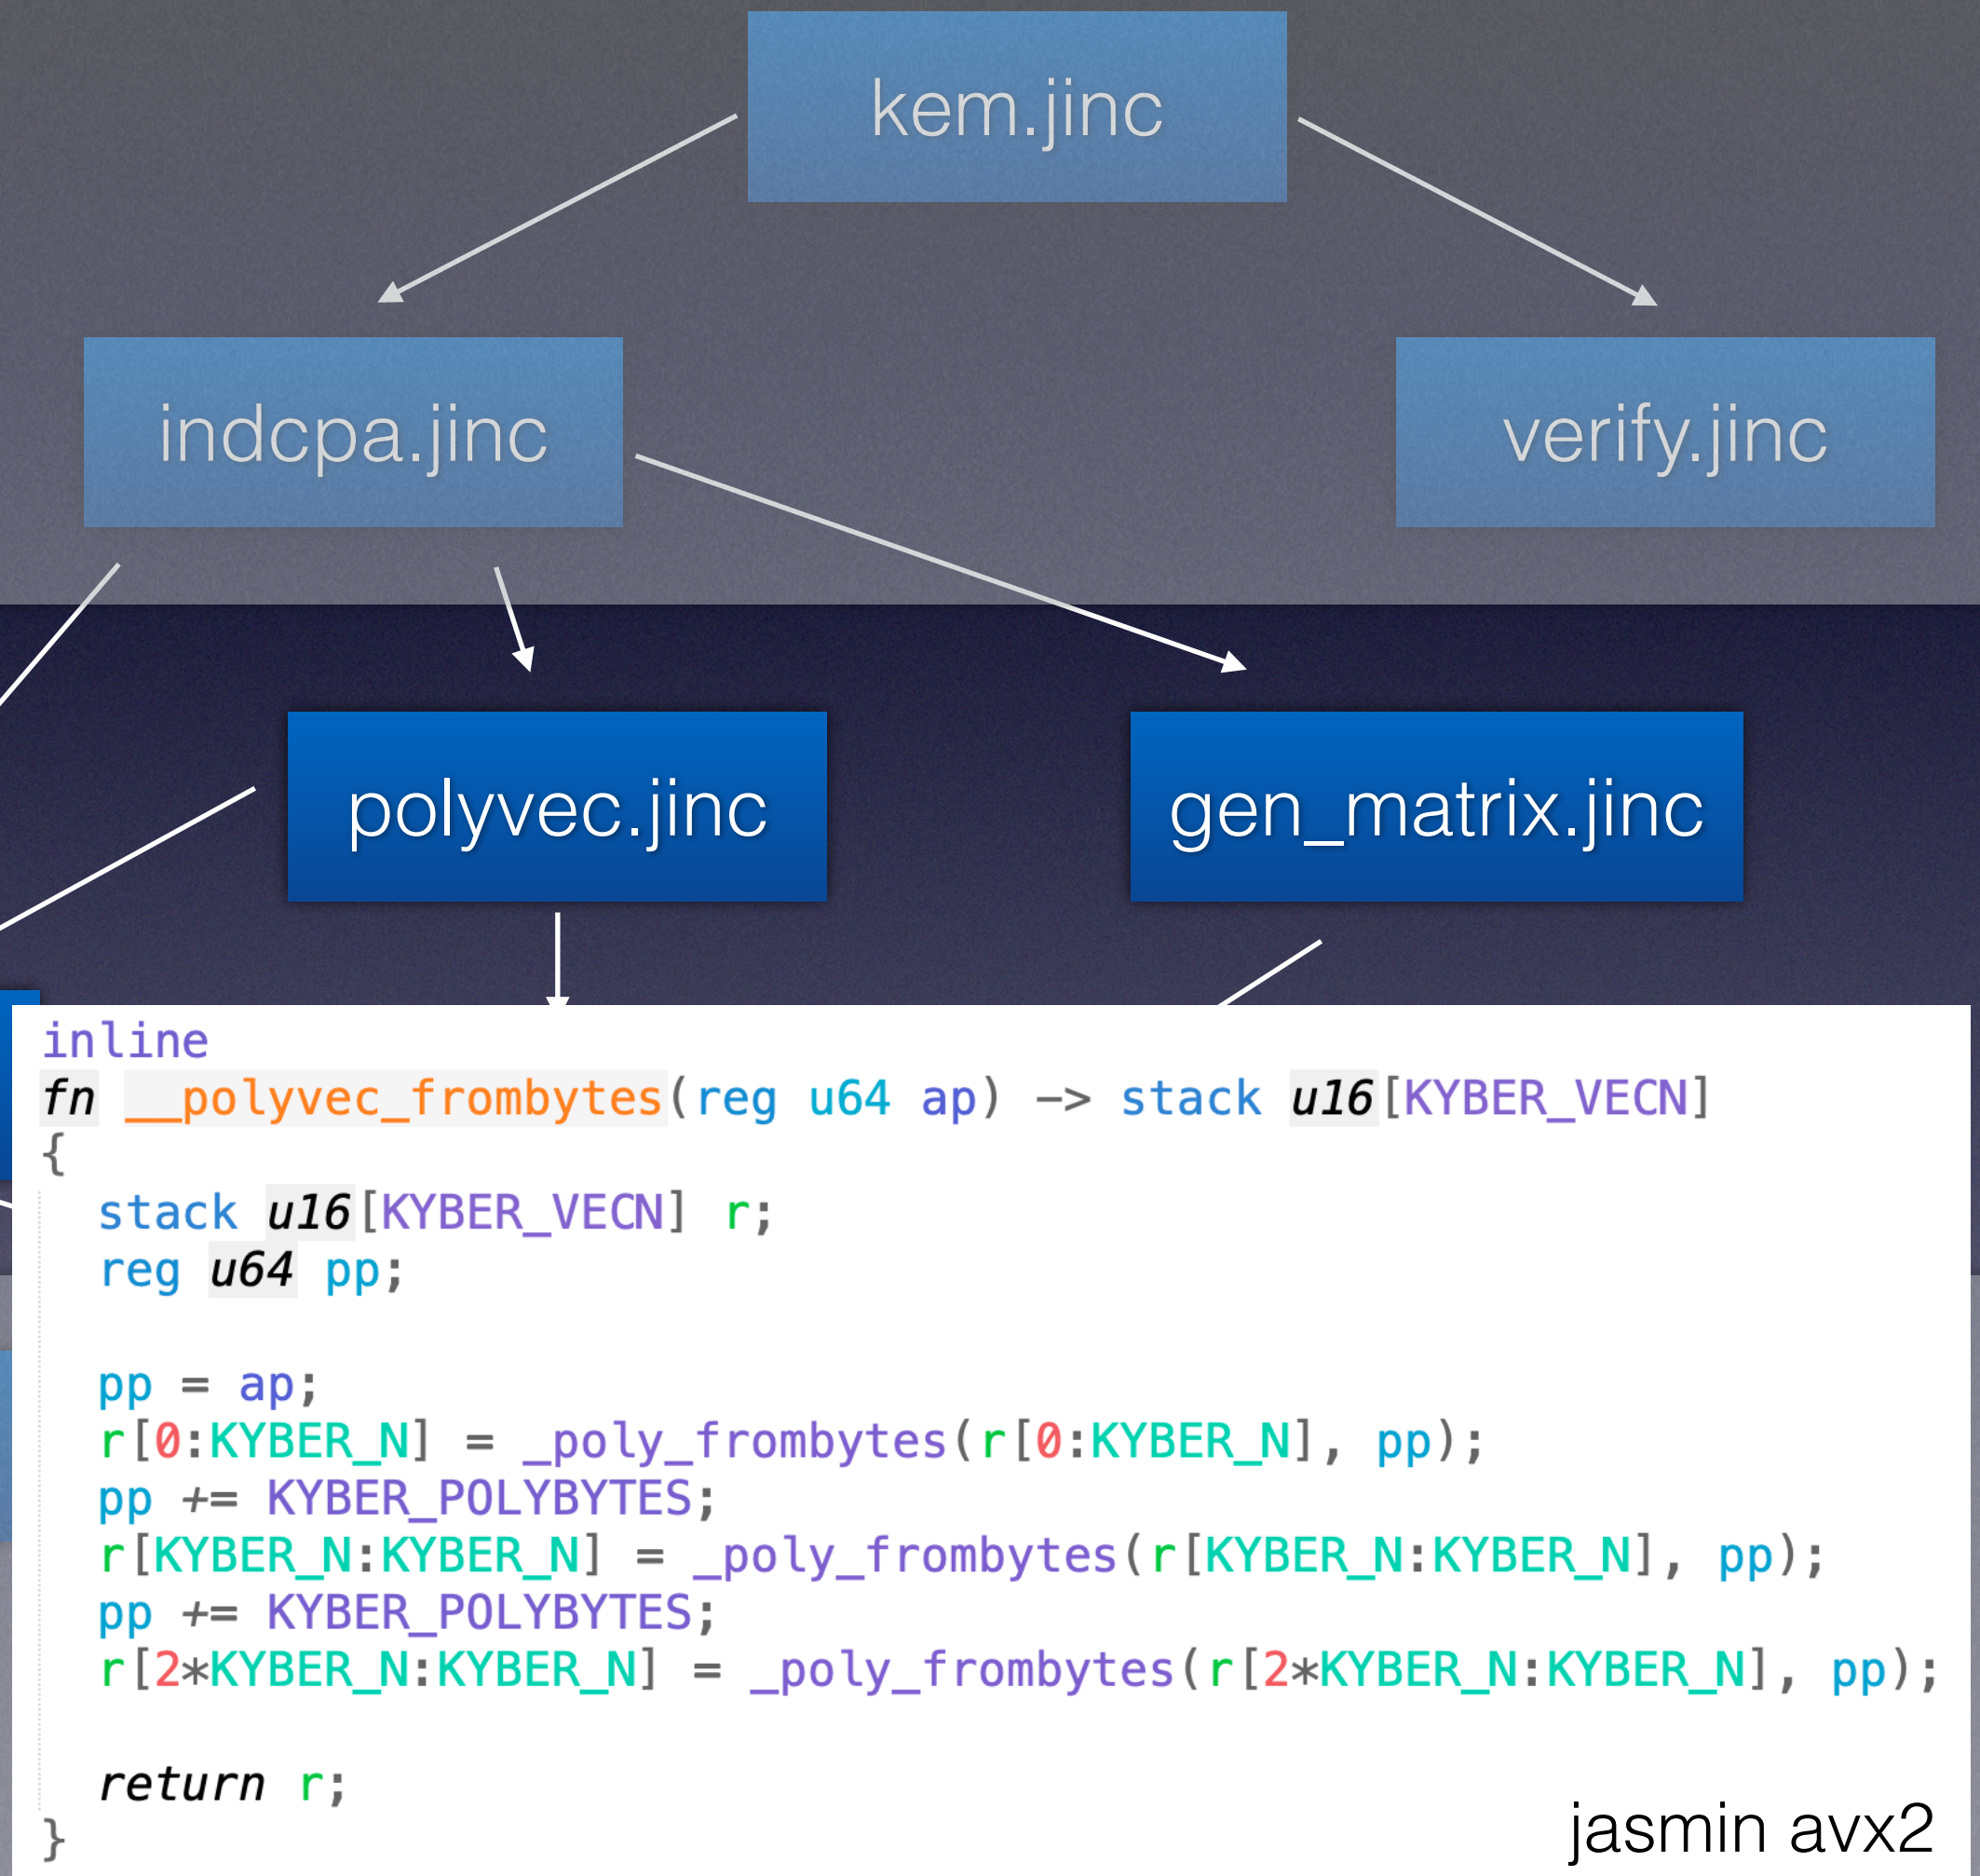 kem.jinc
indcpa.jinc
verify.jinc
polyvec.jinc
gen_matrix.jinc
inline
fn __polyvec_frombytes(reg u64 ap) -> stack u16[KYBER_VECN]
{
  stack u16[KYBER_VECN] r;
  reg u64 pp;
  pp = ap;
  r[0:KYBER_N] = _poly_frombytes(r[0:KYBER_N], pp);
  pp += KYBER_POLYBYTES;
  r[KYBER_N:KYBER_N] = _poly_frombytes(r[KYBER_N:KYBER_N], pp);
  pp += KYBER_POLYBYTES;
  r[2*KYBER_N:KYBER_N] = _poly_frombytes(r[2*KYBER_N:KYBER_N], pp);
  return r;
}
jasmin avx2